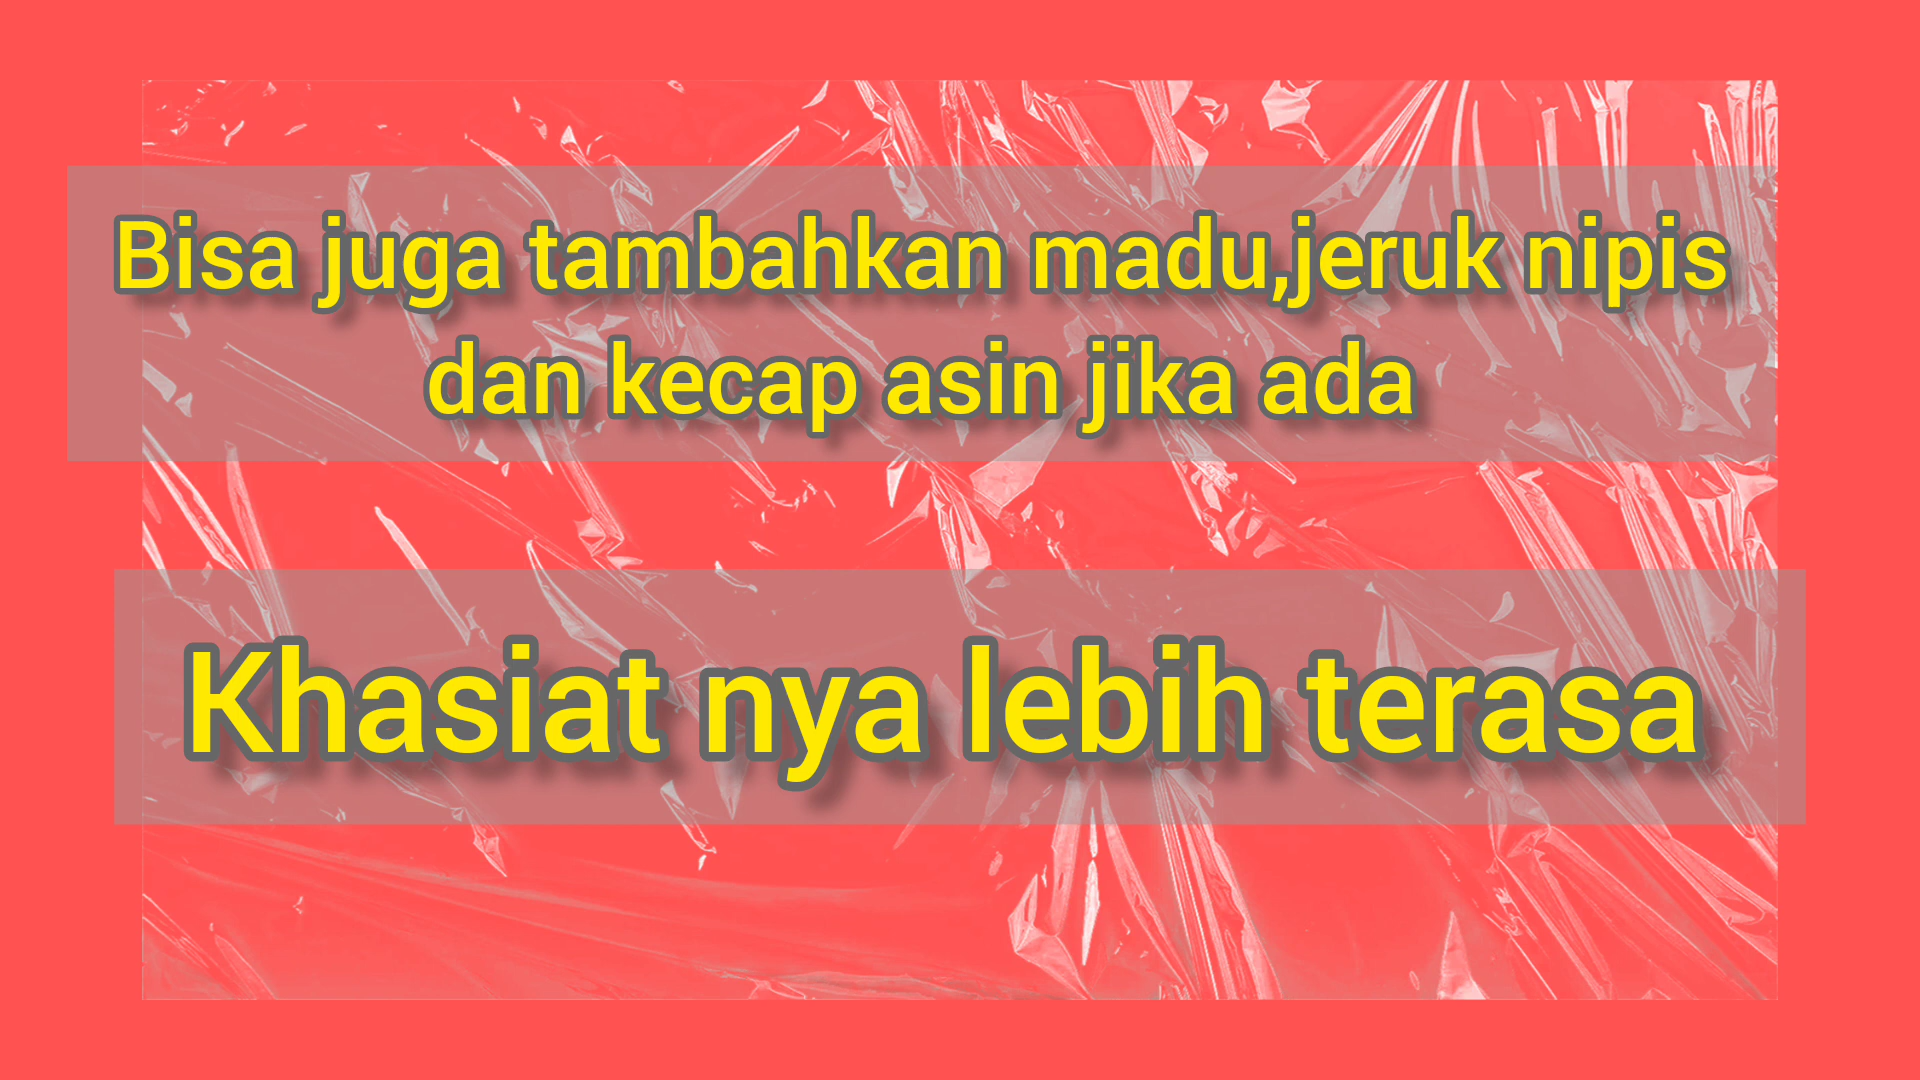 Bisa juga tambahkan madu,jeruk nipis
dan kecap asin jika ada
Khasiat nya lebih terasa